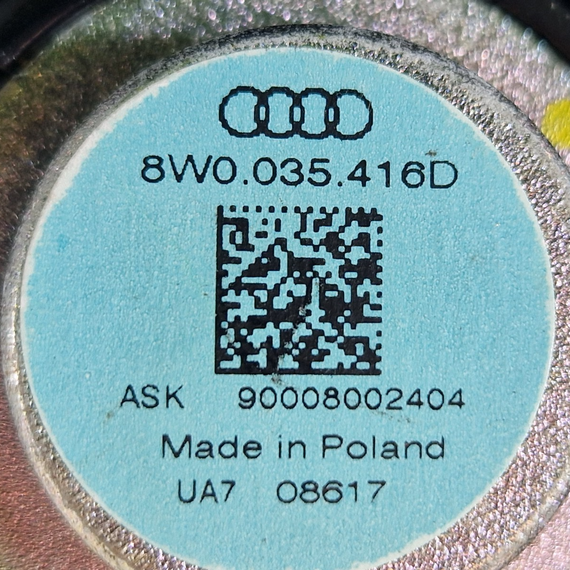 8W0.035.416D
ASK 90008002404
Made in Poland
UA7 08617